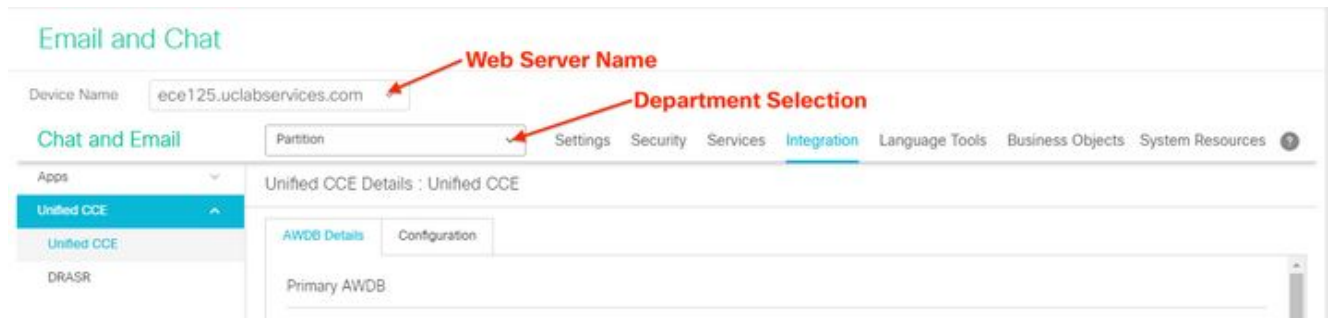 Email and Chat
Web Server Name
Device Name ece125.uclabservices.com
Department Selection
Chat and Email Partition Settings Security Services Integration Language Tools Business Objects System Resources ?
Apps Unified CCE Details : Unified CCE
Unified CCE
AWDB Details Configuration
Unified CCE
DRASR Primary AWDB